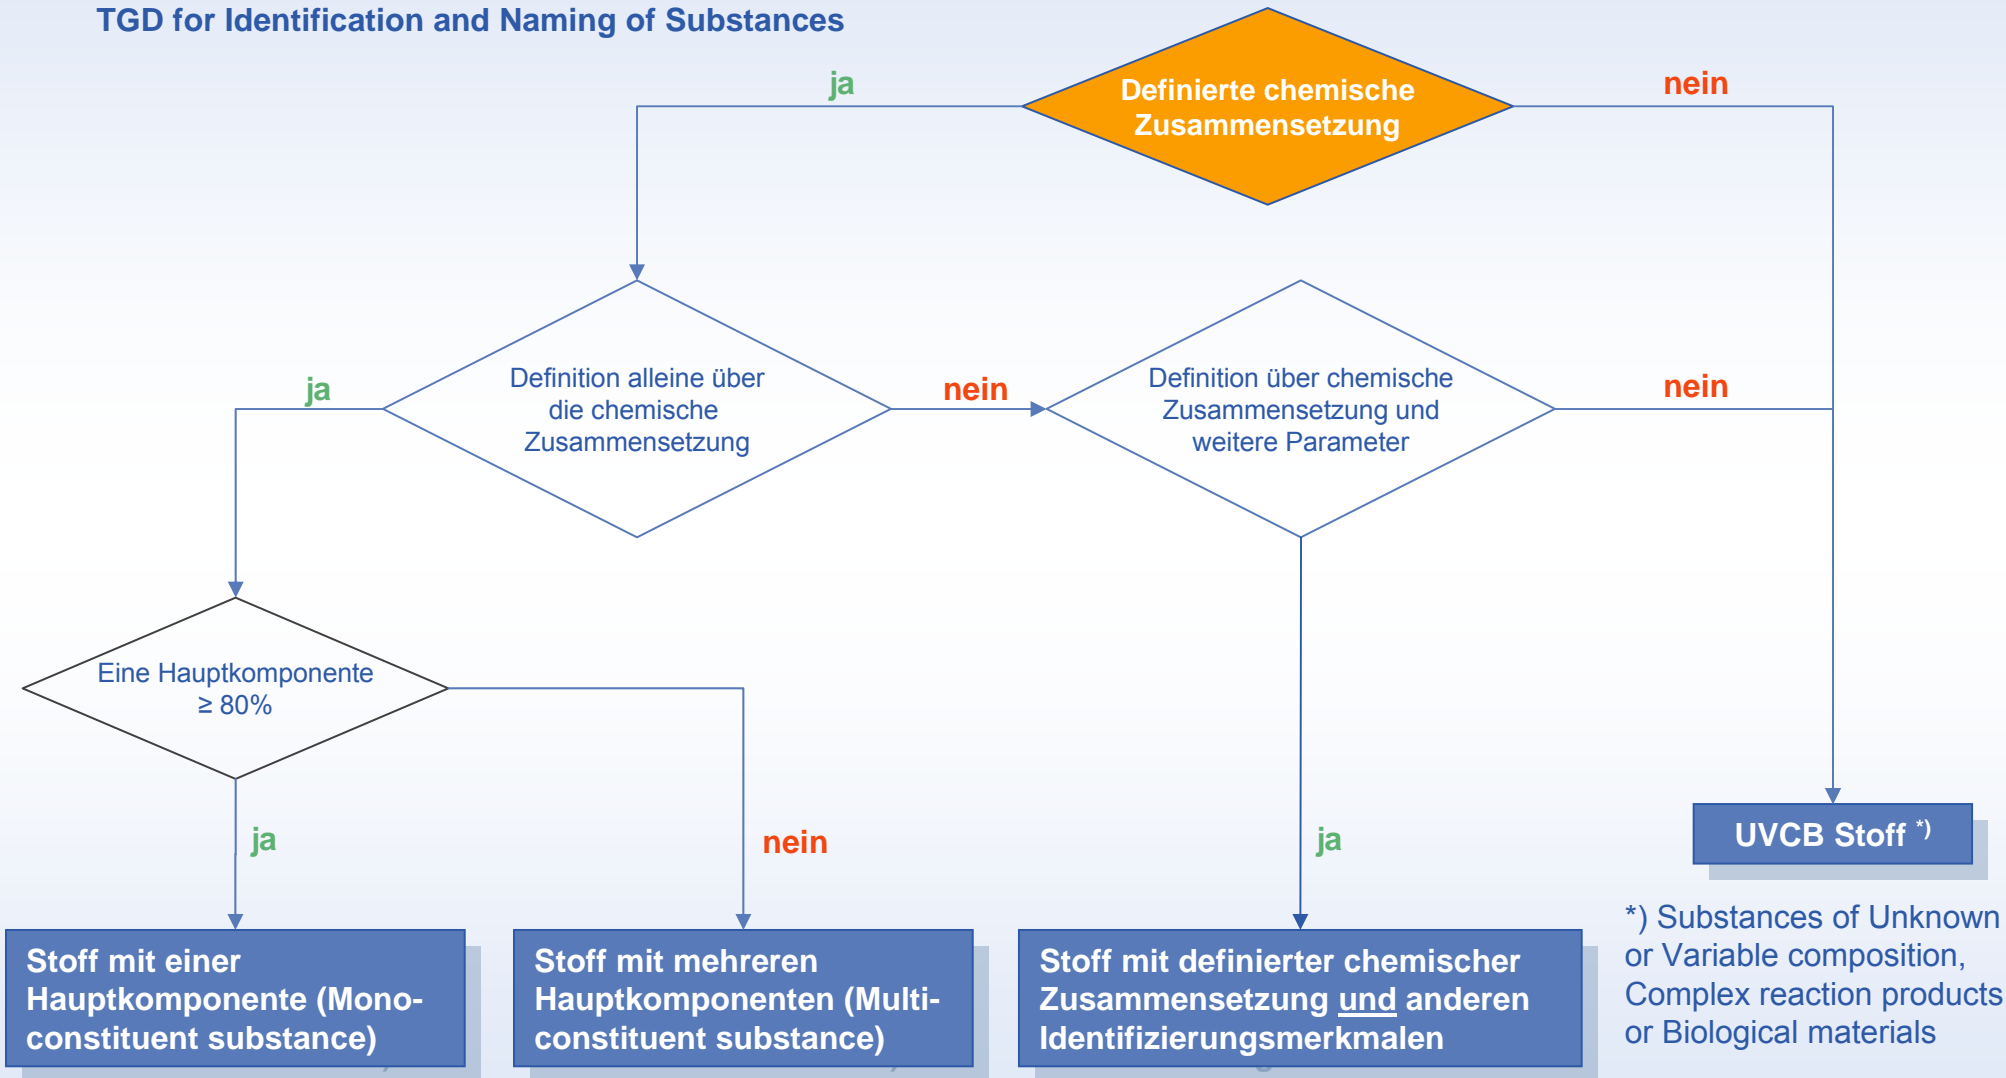 TGD for Identification and Naming of Substances
ja
Definierte chemische
Zusammensetzung
nein
ja
Definition alleine über
die chemische
Zusammensetzung
nein
Definition über chemische
Zusammensetzung und
weitere Parameter
nein
Eine Hauptkomponente
≥ 80%
ja
nein
ja
UVCB Stoff *)
Stoff mit einer
Hauptkomponente (Mono-
constituent substance)
Stoff mit mehreren
Hauptkomponenten (Multi-
constituent substance)
Stoff mit definierter chemischer
Zusammensetzung und anderen
Identifizierungsmerkmalen
*) Substances of Unknown
or Variable composition,
Complex reaction products
or Biological materials